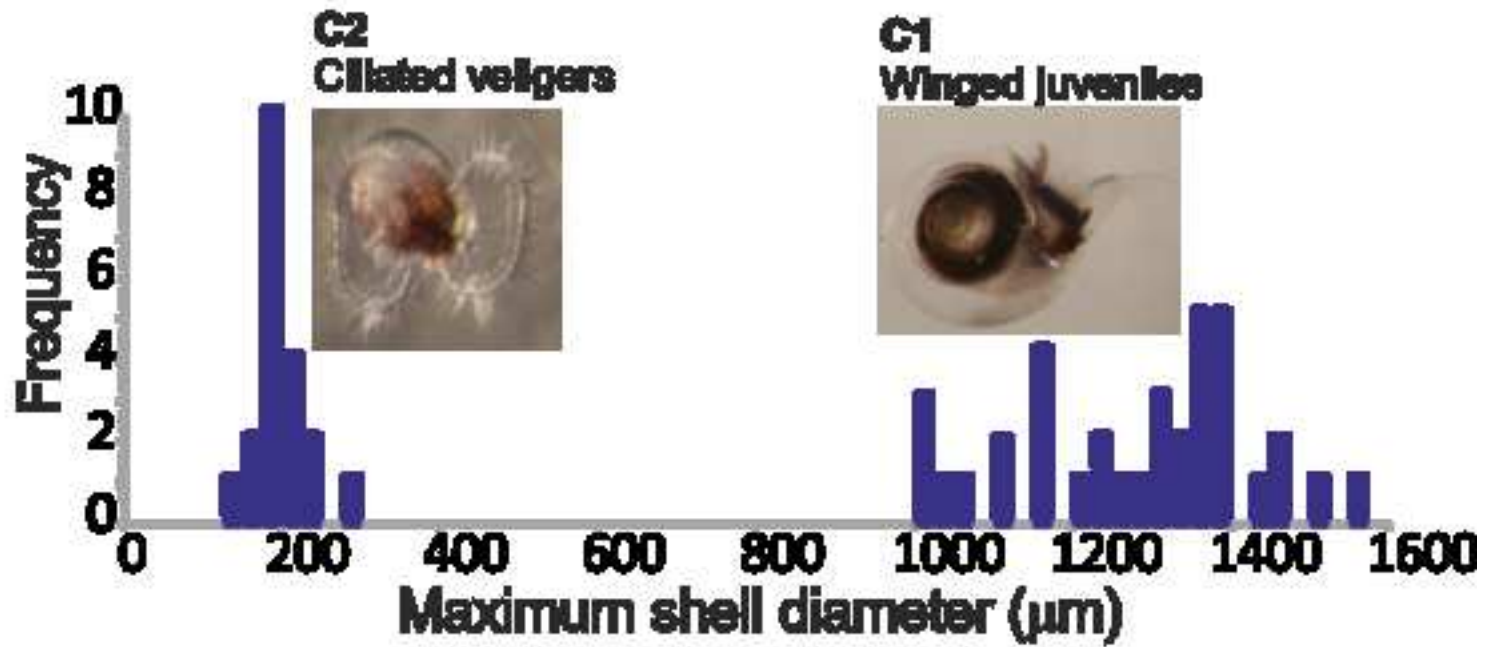 C2
Ciliated veligers
C1
Winged juveniles
Frequency
10
8
6
4
2
0
0 200 400 600 800 1000 1200 1400 1600
Maximum shell diameter (μm)